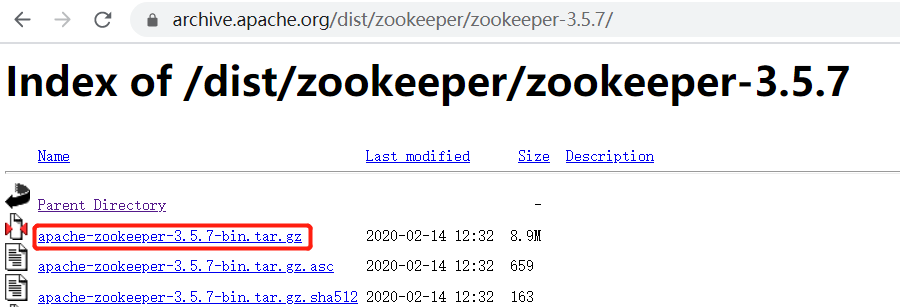 archive.apache.org/dist/zookeeper/zookeeper-3.5.7/
Index of /dist/zookeeper/zookeeper-3.5.7
Name Last modified Size Description
Parent Directory -
apache-zookeeper-3.5.7-bin.tar.gz 2020-02-14 12:32 8.9M
apache-zookeeper-3.5.7-bin.tar.gz.asc 2020-02-14 12:32 659
apache-zookeeper-3.5.7-bin.tar.gz.sha512 2020-02-14 12:32 163